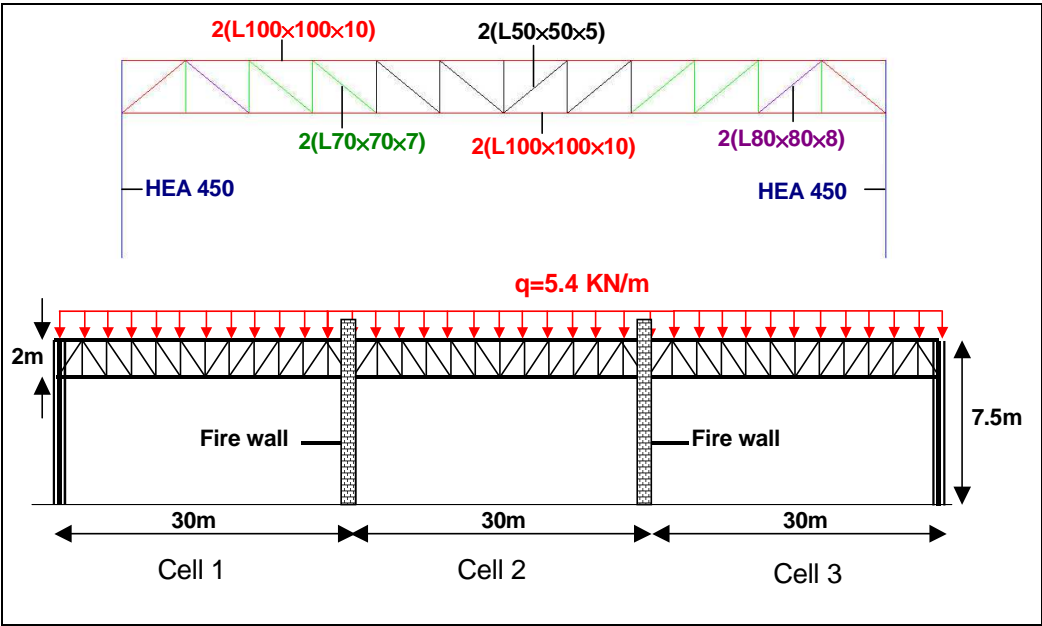 2(L100×100×10)
2(L50×50×5)
2(L70×70×7)
2(L100×100×10)
2(L80×80×8)
HEA 450
HEA 450
q=5.4 KN/m
2m
7.5m
Fire wall
Fire wall
30m
30m
30m
Cell 1
Cell 2
Cell 3